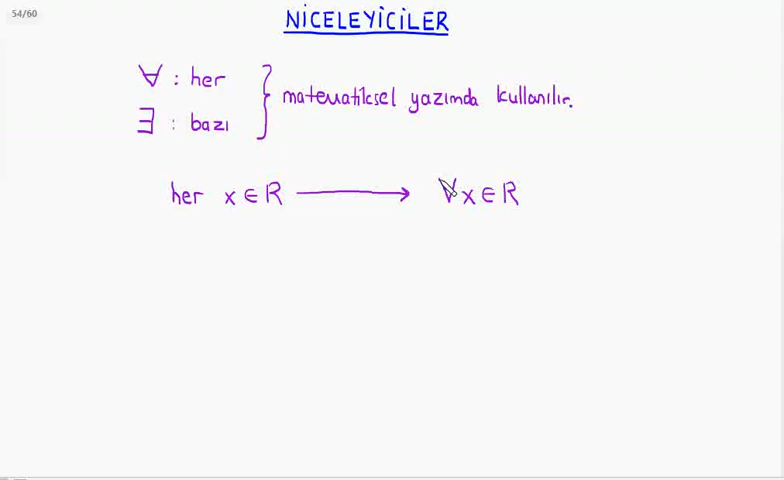 54/60
NİCELEYİCİLER
∀ : her
∃ : bazı
} matematiksel yazımda kullanılır.
her x ∈ R ⟶ ∀x ∈ R